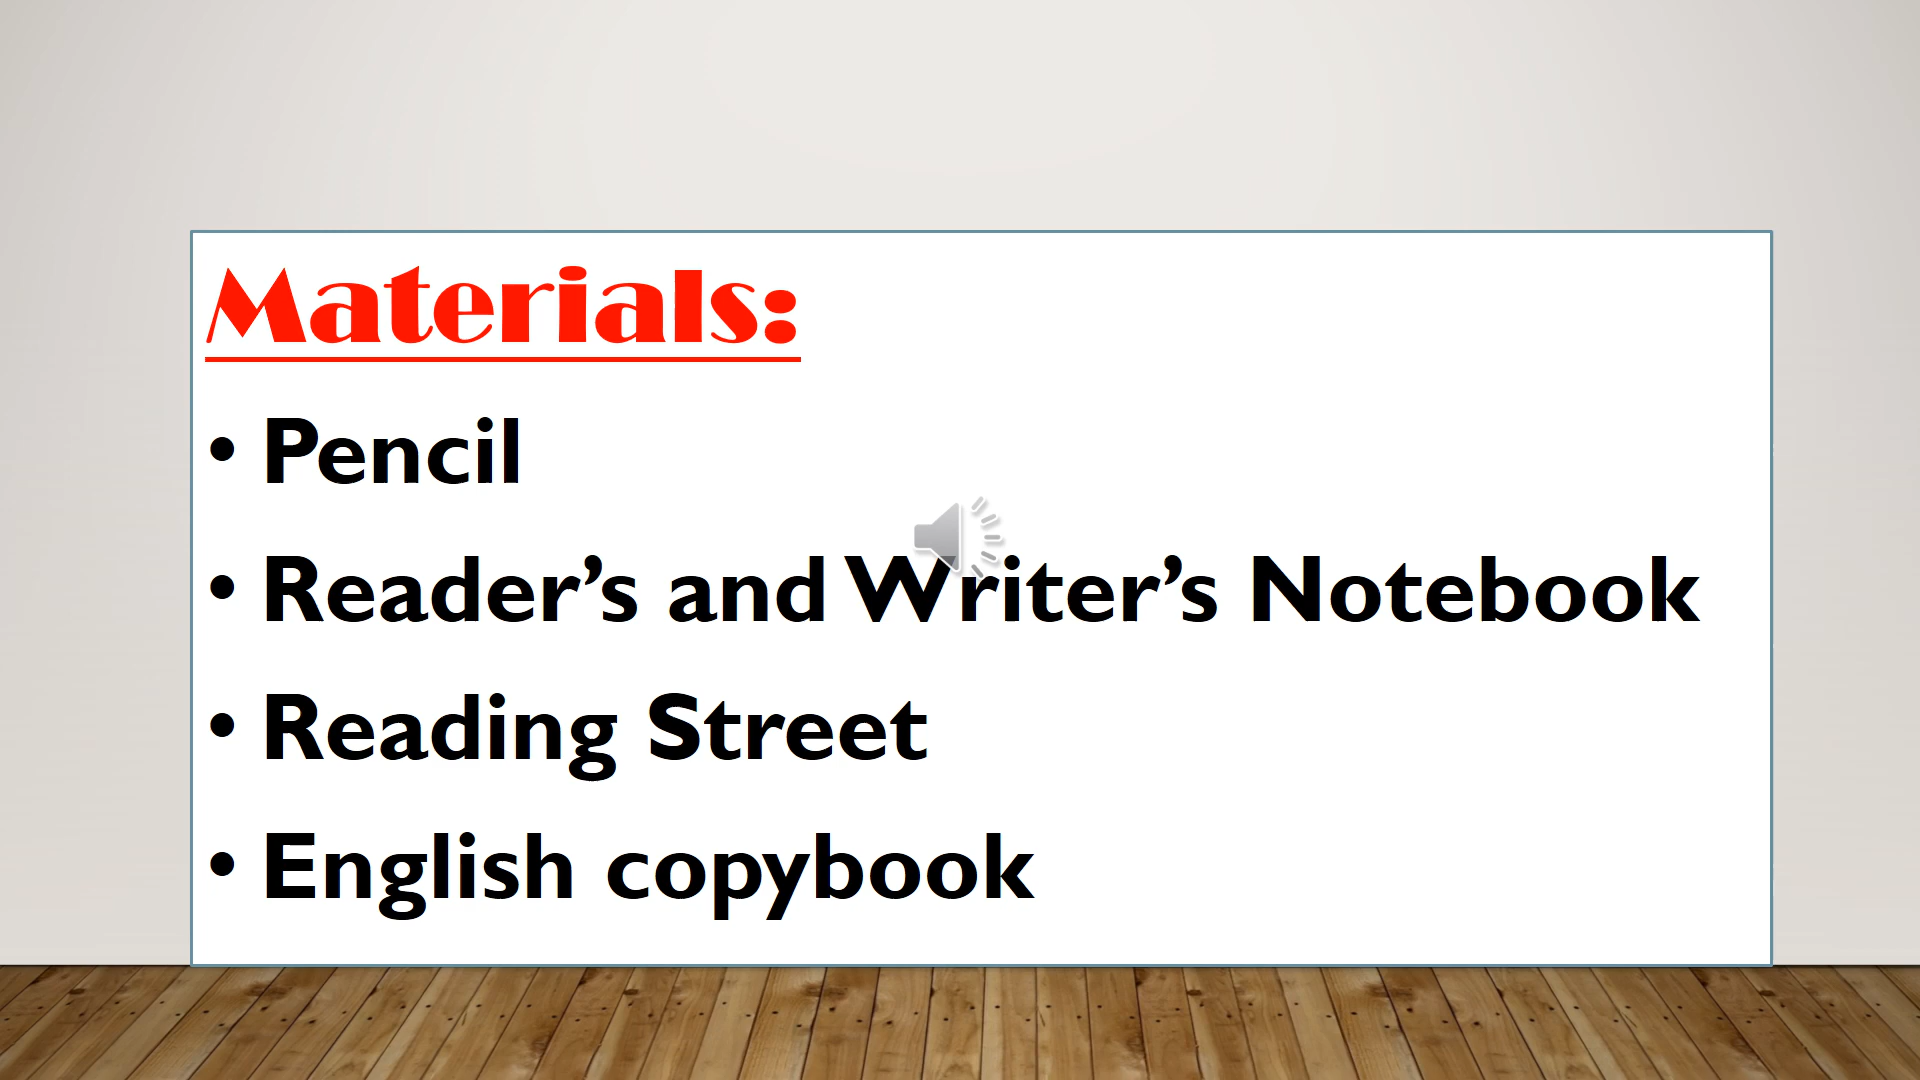 Materials:
• Pencil
• Reader’s and Writer’s Notebook
• Reading Street
• English copybook